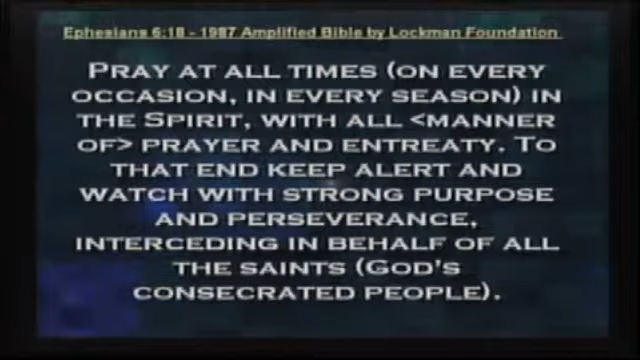 Ephesians 6:18 - 1987 Amplified Bible by Lockman Foundation
Pray at all times (on every
occasion, in every season) in
the Spirit, with all <manner
of> prayer and entreaty. To
that end keep alert and
watch with strong purpose
and perseverance,
interceding in behalf of all
the saints (God's
consecrated people).